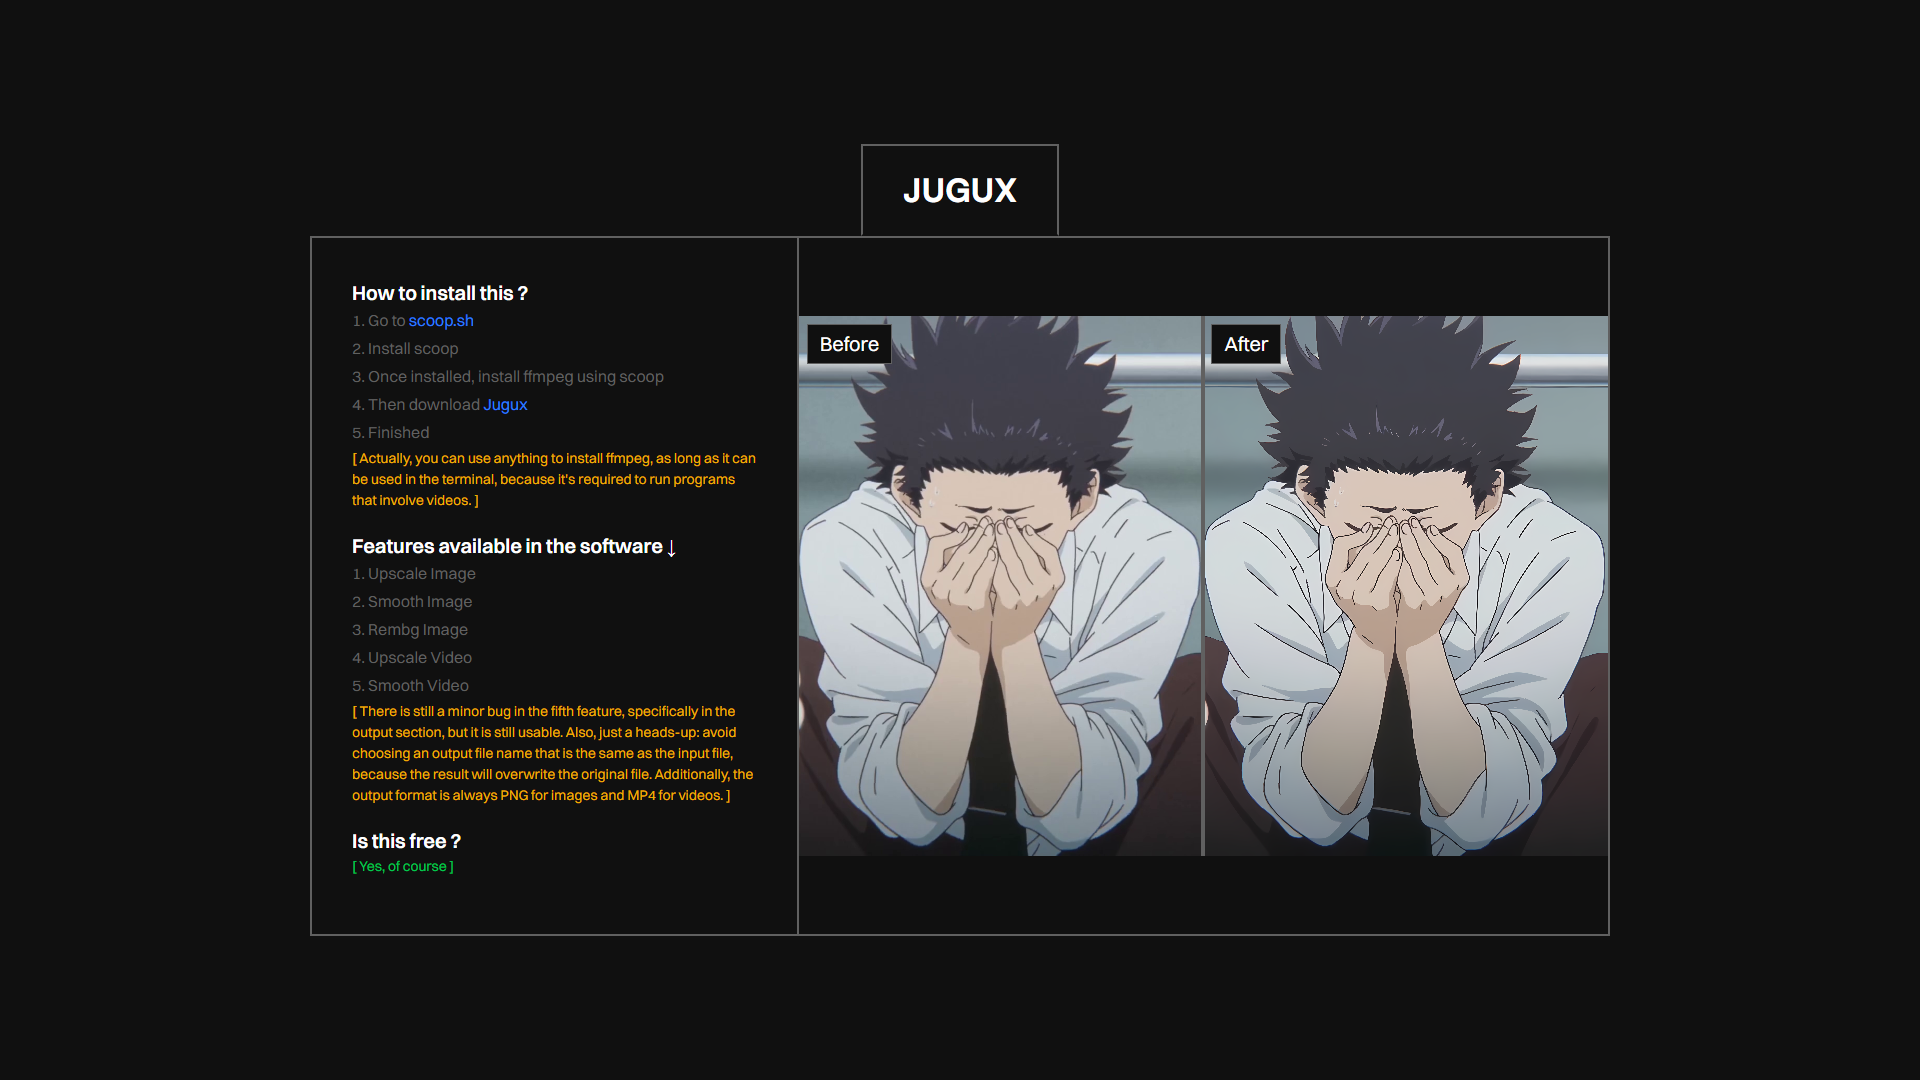 JUGUX
How to install this ?
1. Go to scoop.sh
2. Install scoop
3. Once installed, install ffmpeg using scoop
4. Then download Jugux
5. Finished
[ Actually, you can use anything to install ffmpeg, as long as it can
be used in the terminal, because it's required to run programs
that involve videos. ]
Features available in the software ↓
1. Upscale Image
2. Smooth Image
3. Rembg Image
4. Upscale Video
5. Smooth Video
[ There is still a minor bug in the fifth feature, specifically in the
output section, but it is still usable. Also, just a heads-up: avoid
choosing an output file name that is the same as the input file,
because the result will overwrite the original file. Additionally, the
output format is always PNG for images and MP4 for videos. ]
Is this free ?
[ Yes, of course ]
Before
After